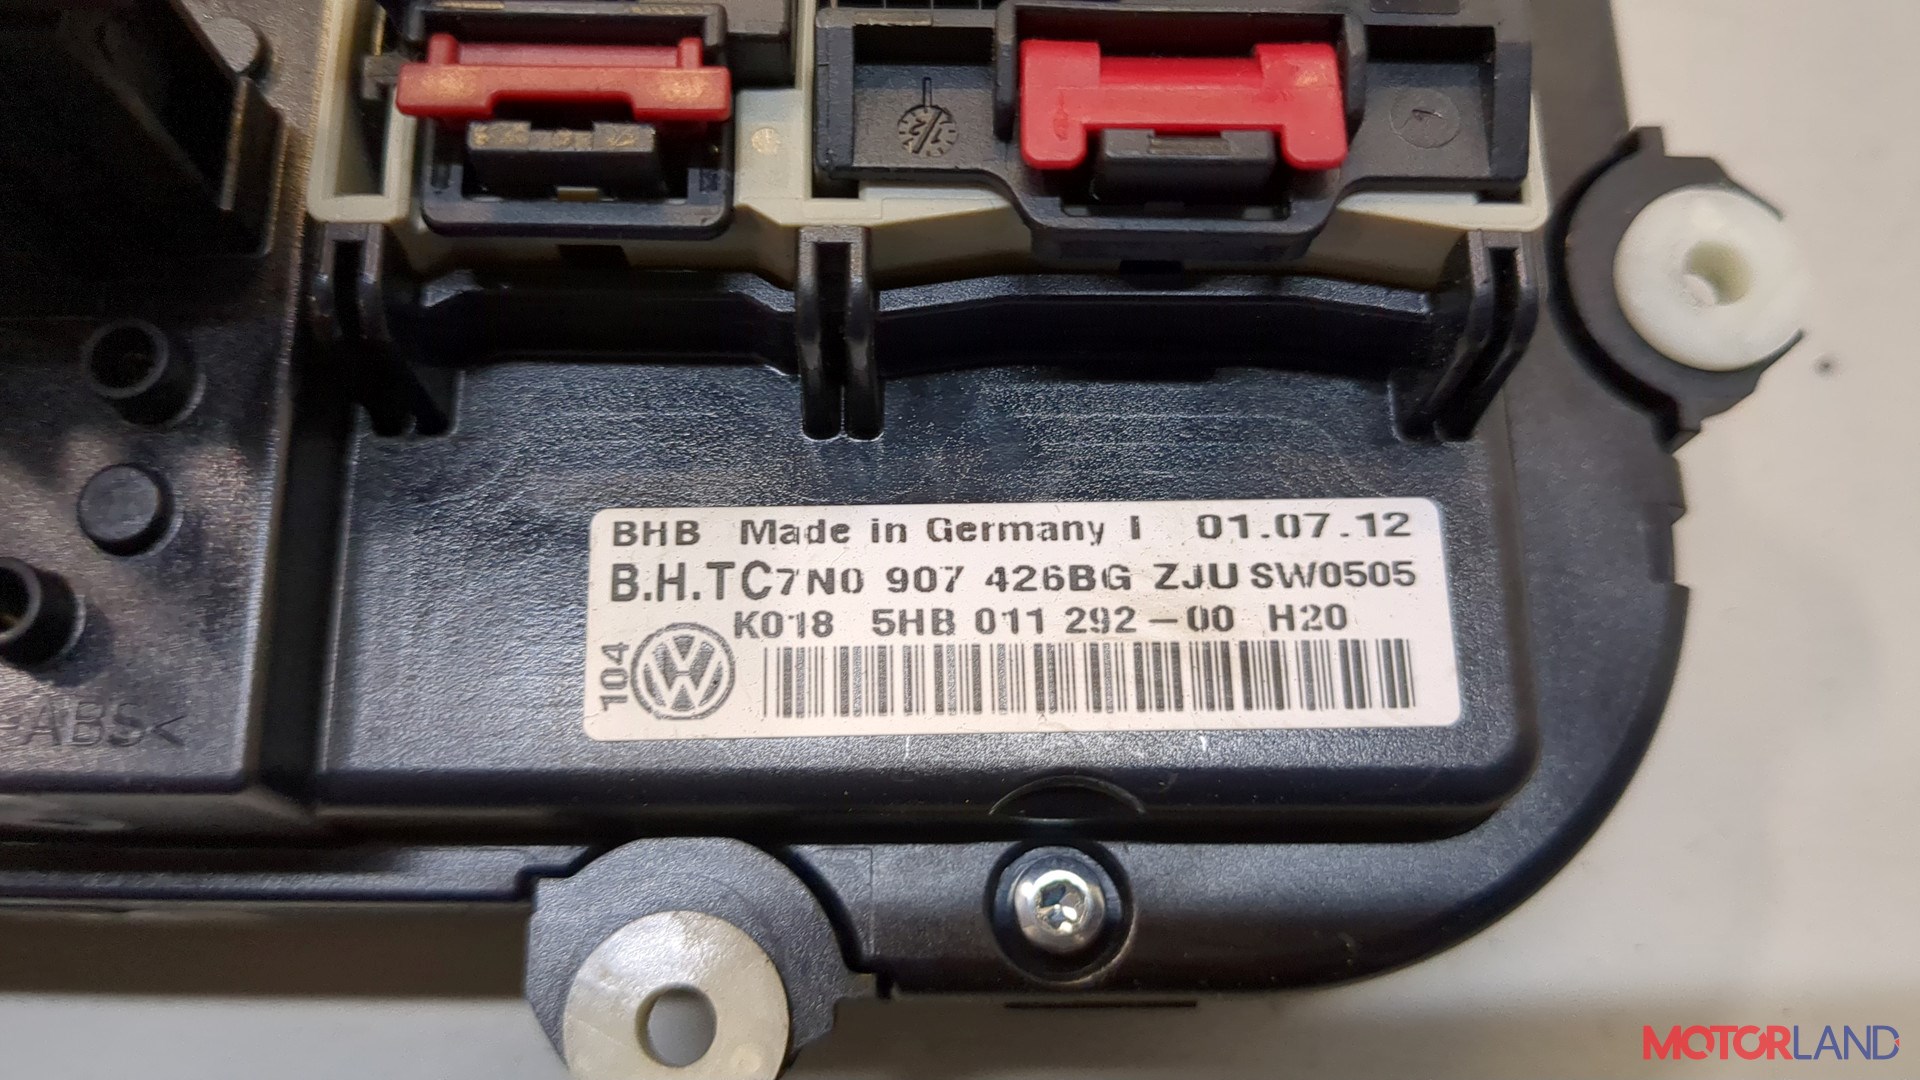 BHB Made in Germany I 01.07.12
B.H.TC7N0 907 426BG ZJU SW0505
K018 5HB 011 292-00 H20
104
ABS<
MOTORLAND